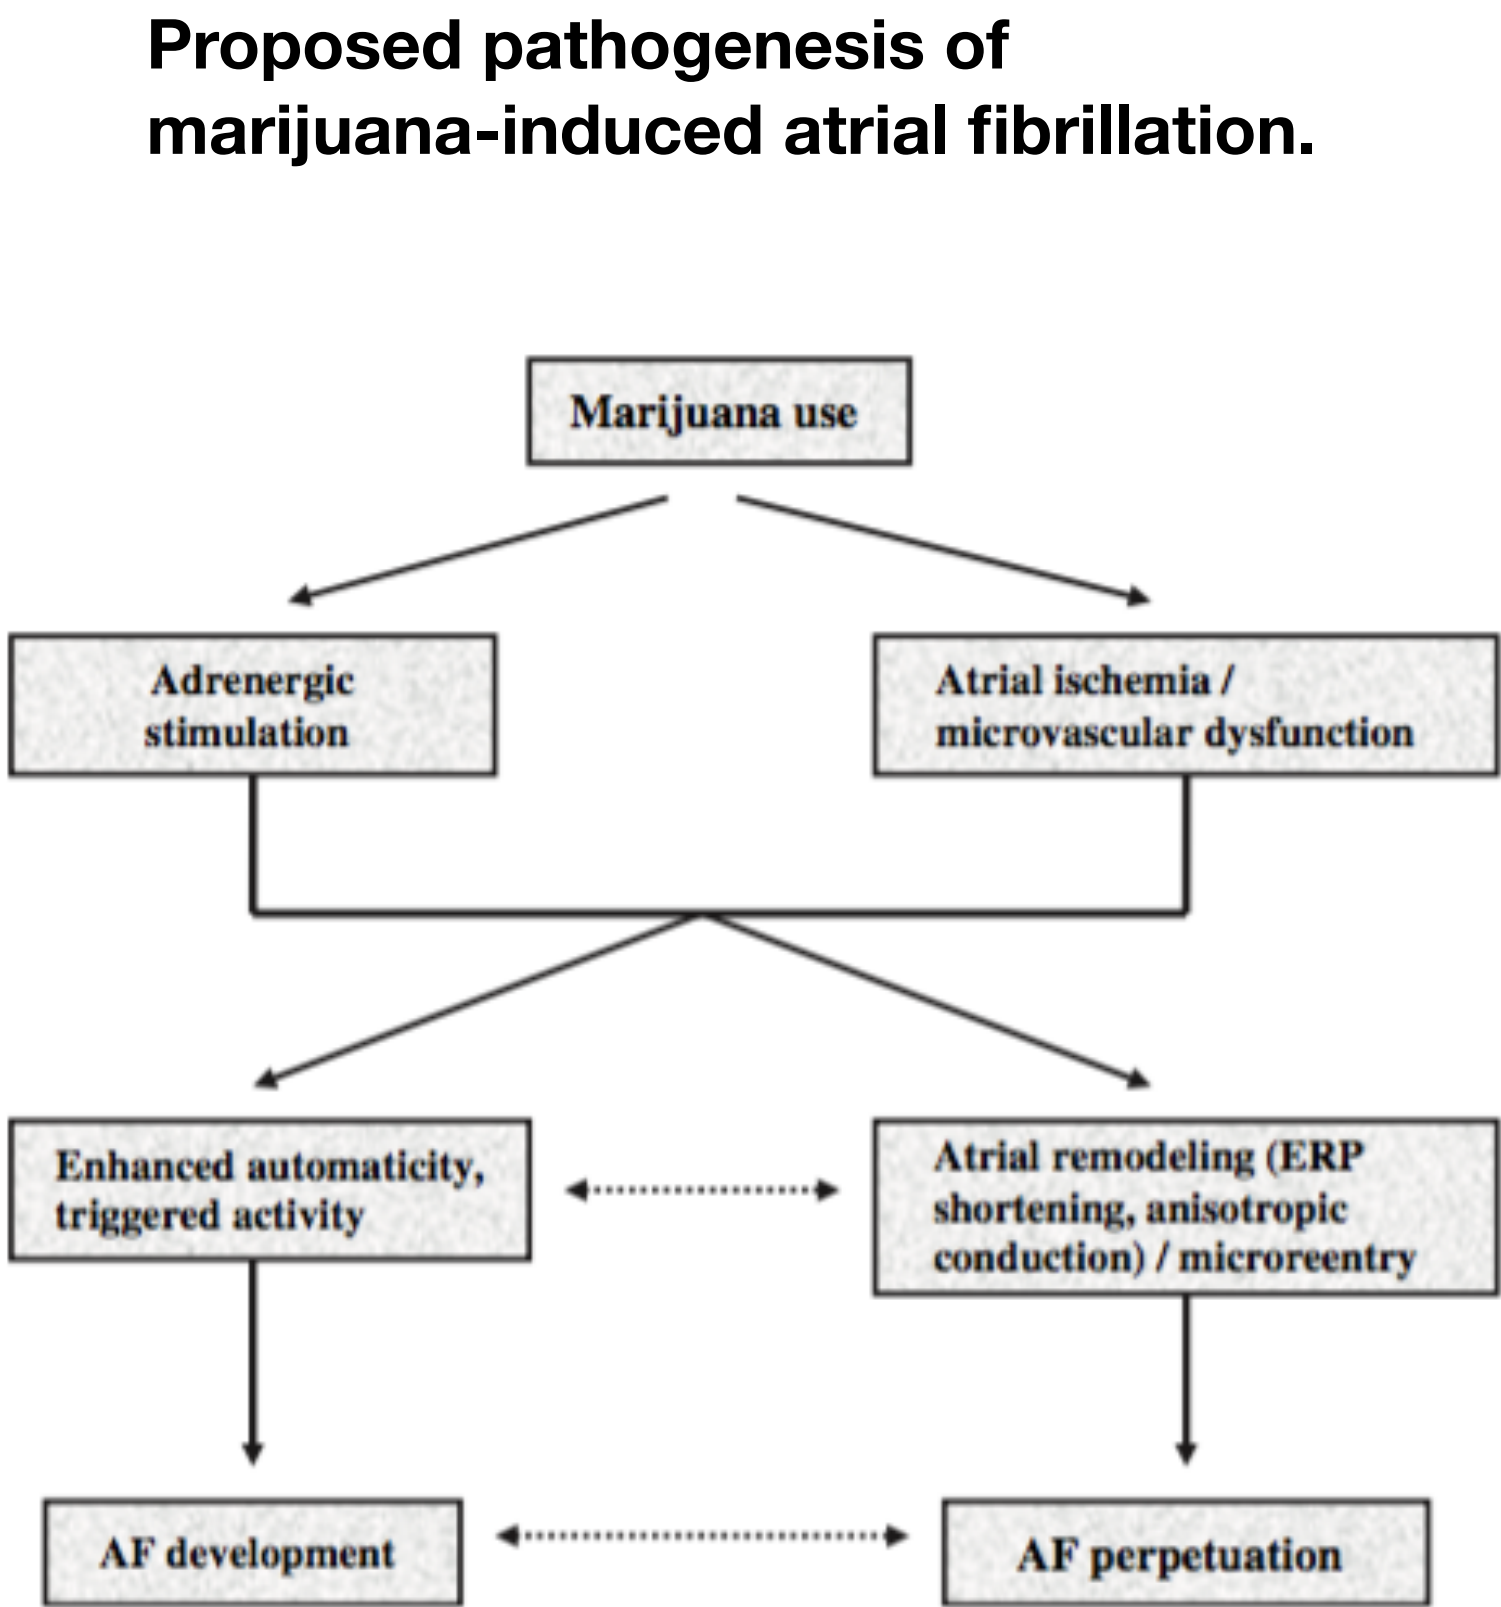 Proposed pathogenesis of
marijuana-induced atrial fibrillation.
Marijuana use
Adrenergic
stimulation
Atrial ischemia /
microvascular dysfunction
Enhanced automaticity,
triggered activity
Atrial remodeling (ERP
shortening, anisotropic
conduction) / microreentry
AF development
AF perpetuation